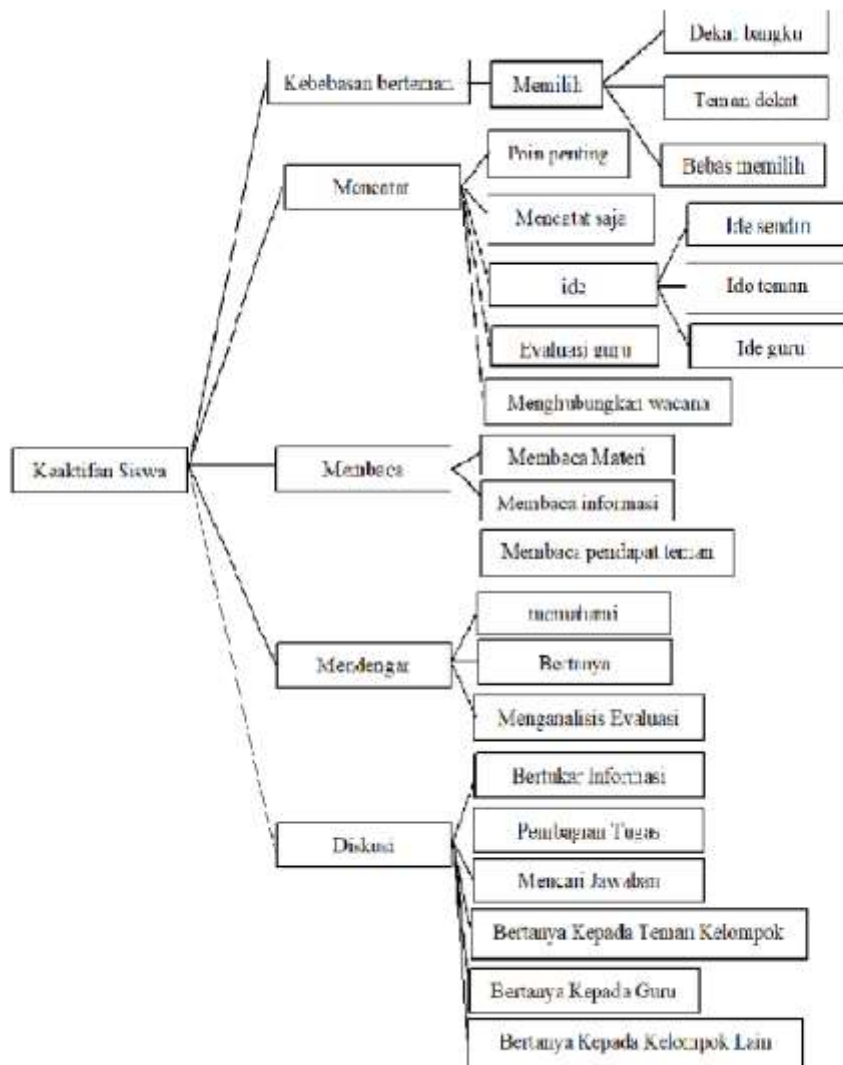 Dekat bangku
Kebebasan berteman
Memilih
Teman dekat
Poin penting
Bebas memilih
Mencatat
Mencatat saja
Ide sendiri
ide
Ide teman
Evaluasi guru
Ide guru
Menghubungkan wacana
Keaktifan Siswa
Membaca
Membaca Materi
Membaca informasi
Membaca pendapat teman
memahami
Mendengar
Bertanya
Menganalisis Evaluasi
Bertukar Informasi
Diskusi
Pembagian Tugas
Mencari Jawaban
Bertanya Kepada Teman Kelompok
Bertanya Kepada Guru
Bertanya Kepada Kelompok Lain